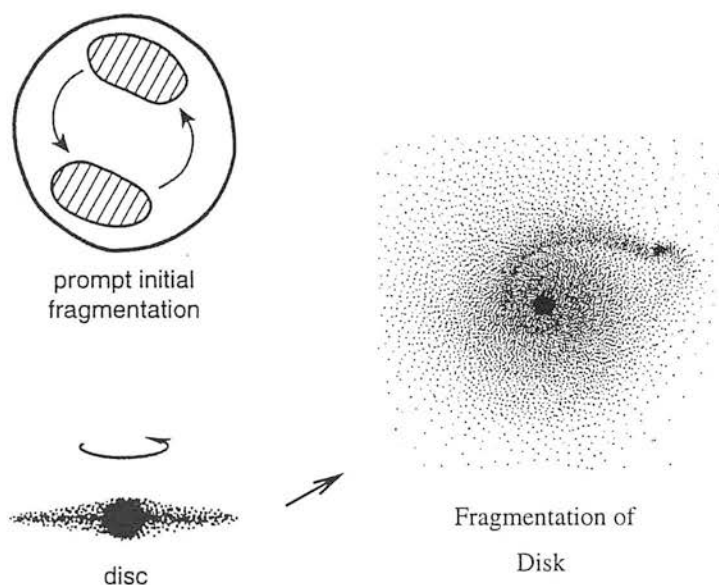 prompt initial
fragmentation
disc
Fragmentation of
Disk